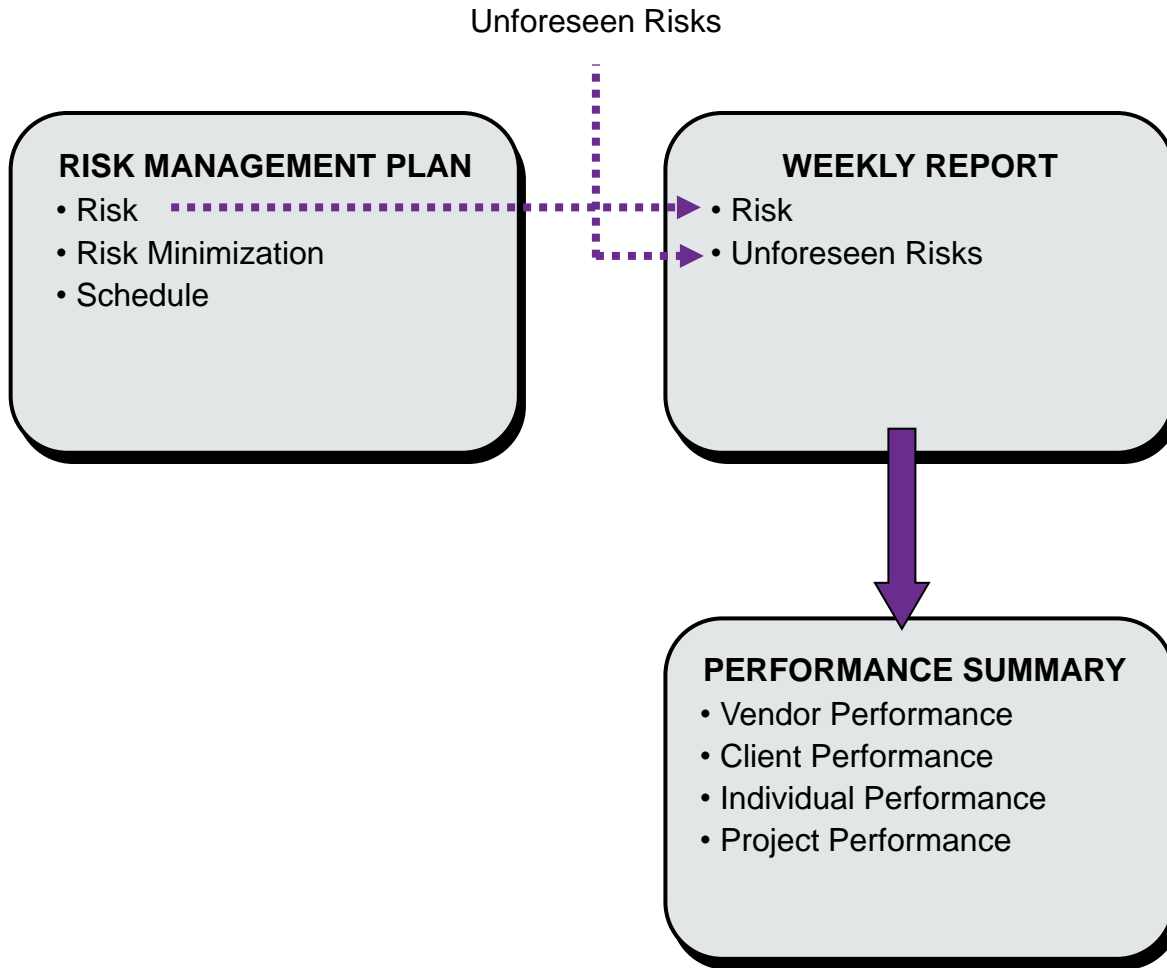 Unforeseen Risks
RISK MANAGEMENT PLAN
• Risk
• Risk Minimization
• Schedule
WEEKLY REPORT
• Risk
• Unforeseen Risks
PERFORMANCE SUMMARY
• Vendor Performance
• Client Performance
• Individual Performance
• Project Performance